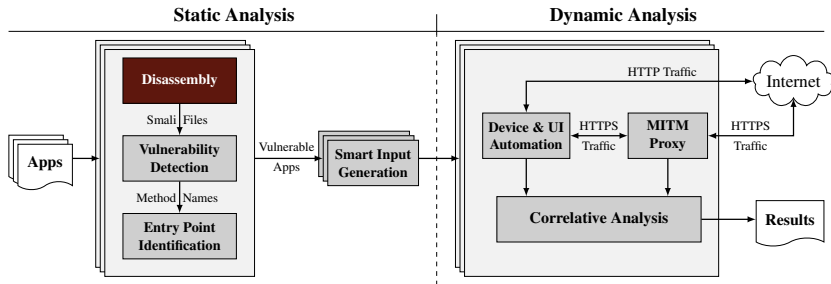 Static Analysis
Dynamic Analysis
Apps
Disassembly
Smali Files
Vulnerability
Detection
Method Names
Entry Point
Identification
Vulnerable
Apps
Smart Input
Generation
HTTP Traffic
Internet
Device & UI
Automation
HTTPS
Traffic
MITM
Proxy
HTTPS
Traffic
Correlative Analysis
Results